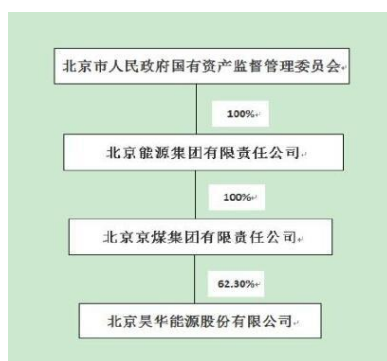 北京市人民政府国有资产监督管理委员会
100%
北京能源集团有限责任公司
100%
北京京煤集团有限责任公司
62.30%
北京昊华能源股份有限公司